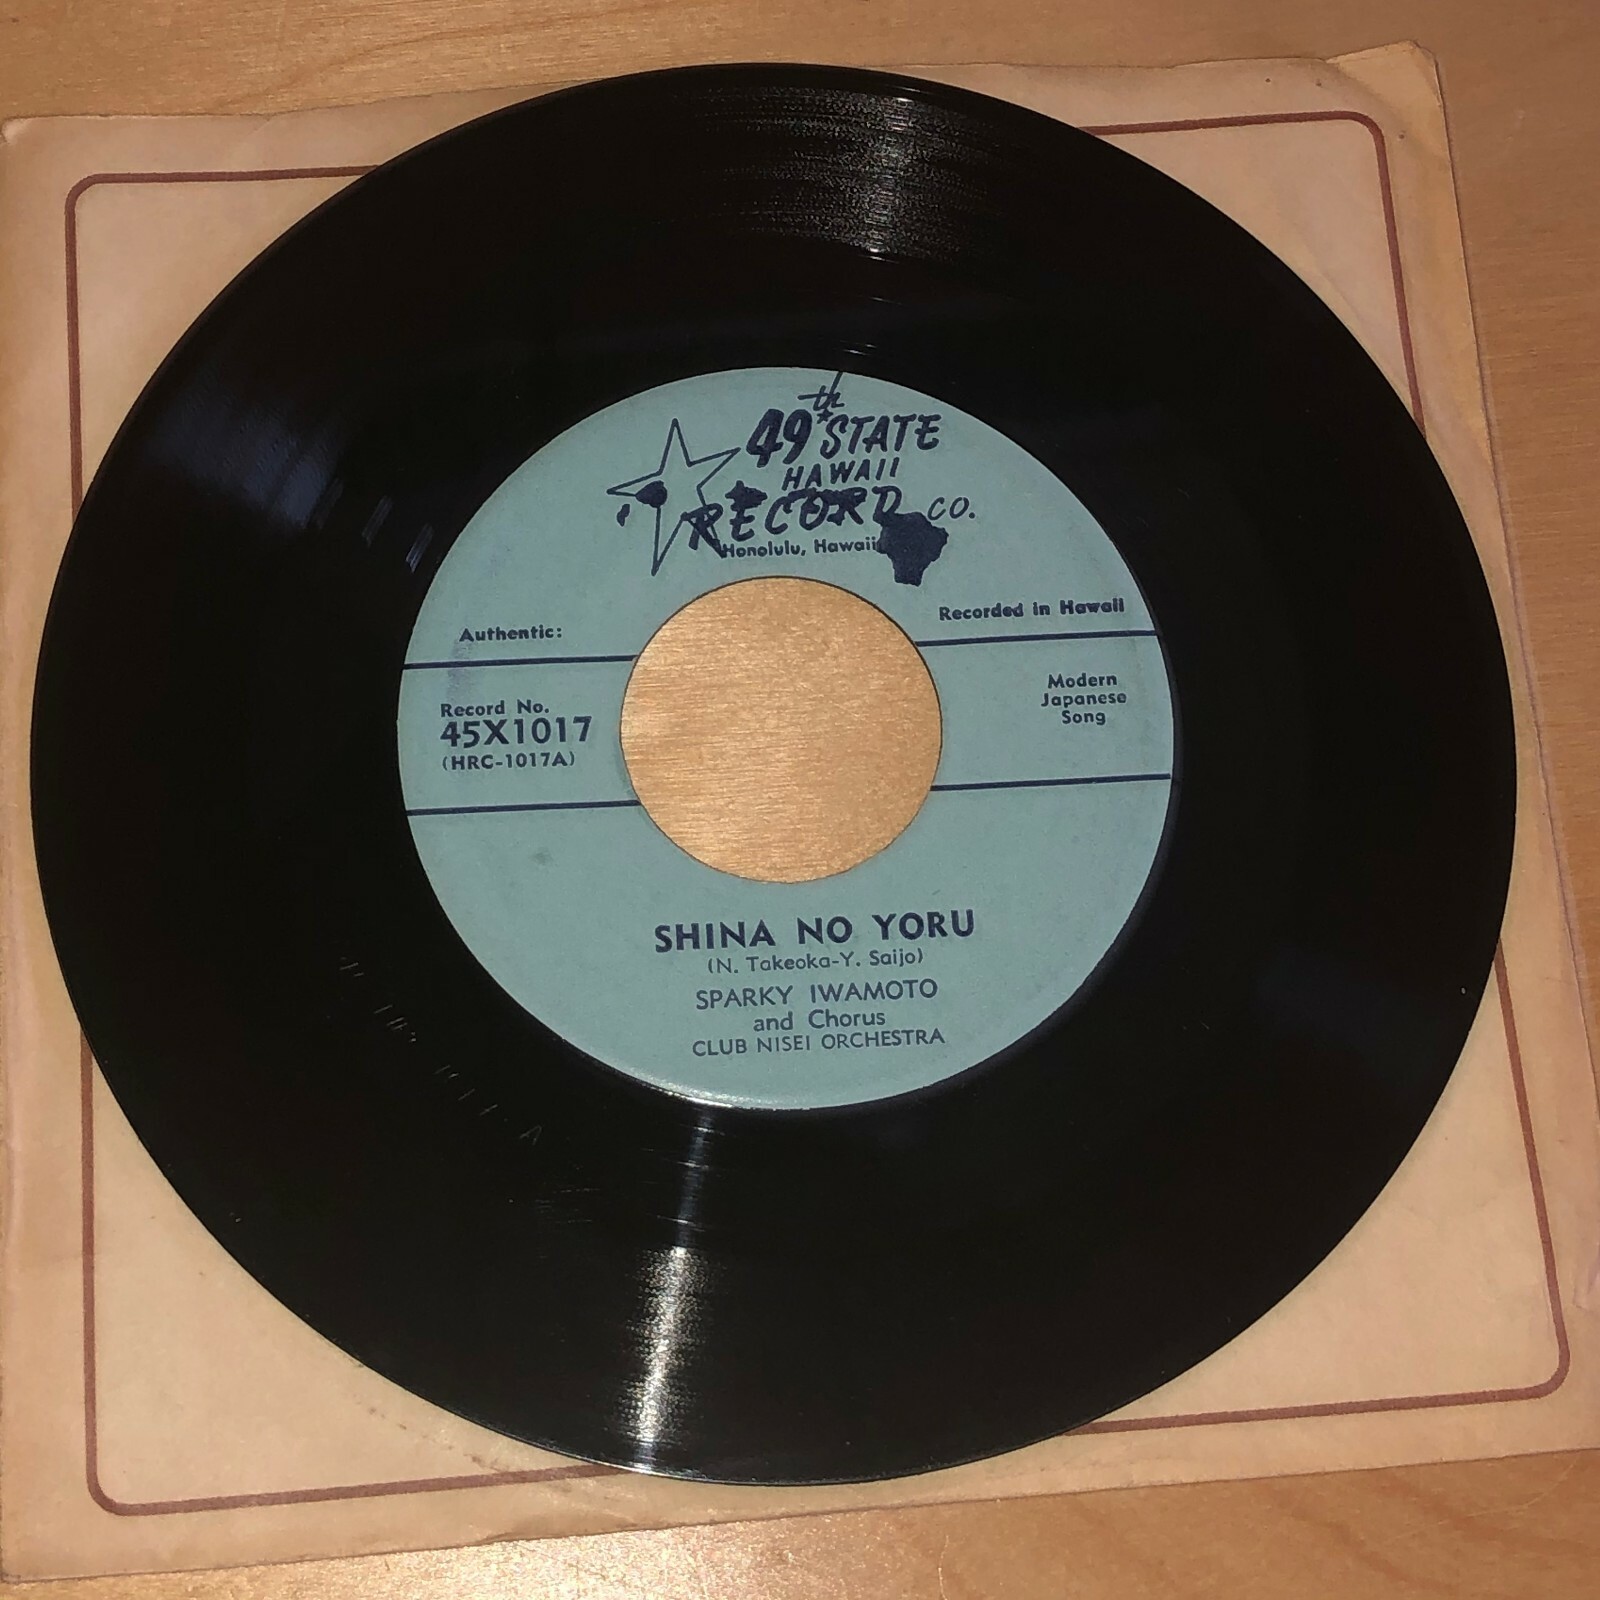 49th STATE
HAWAII
RECORD CO.
Honolulu, Hawaii
Authentic:
Recorded in Hawaii
Record No.
45X1017
(HRC-1017A)
Modern
Japanese
Song
SHINA NO YORU
(N. Takeoka-Y. Saijo)
SPARKY IWAMOTO
and Chorus
CLUB NISEI ORCHESTRA